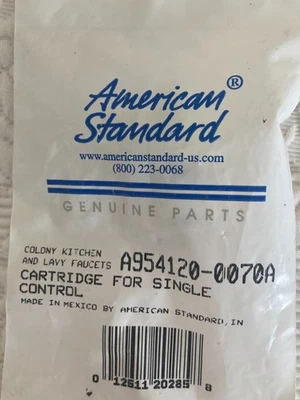 American®
Standard
www.americanstandard-us.com
(800) 223-0068
GENUINE PARTS
COLONY KITCHEN
AND LAVY FAUCETS A954120-0070A
CARTRIDGE FOR SINGLE
CONTROL
MADE IN MEXICO BY AMERICAN STANDARD, IN
0 12511 20285 8